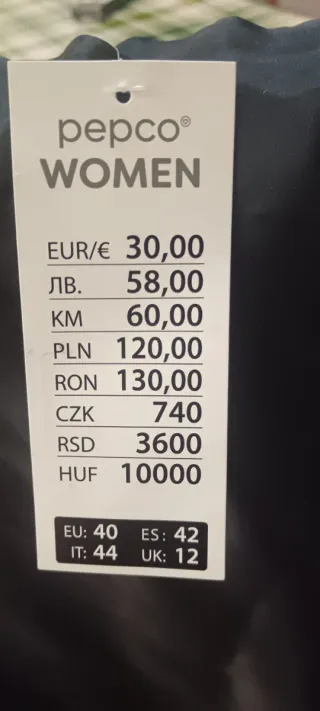 pepco®
WOMEN
EUR/€ 30,00
ЛВ. 58,00
KM 60,00
PLN 120,00
RON 130,00
CZK 740
RSD 3600
HUF 10000
EU: 40 ES: 42
IT: 44 UK: 12